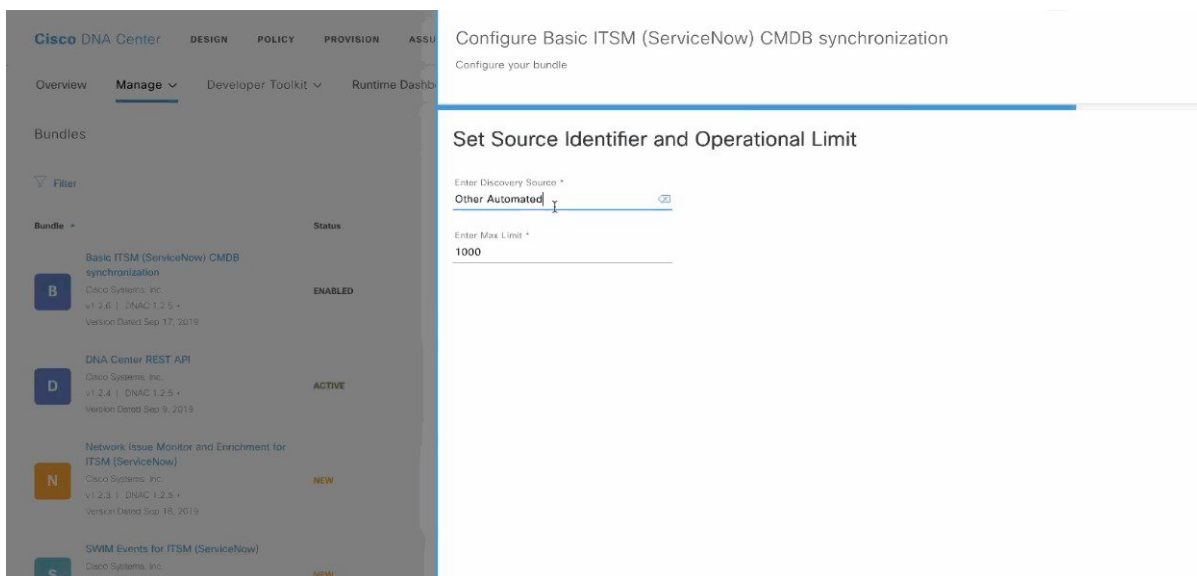 Cisco DNA Center DESIGN POLICY PROVISION ASSU
Overview Manage Developer Toolkit Runtime Dashb
Bundles
Filter
Bundle Status
Basic ITSM (ServiceNow) CMDB
synchronization
B
Cisco Systems, Inc.
ENABLED
v1.2.6 | DNAC 1.2.5 +
Version Dated Sep 17, 2019
DNA Center REST API
D
Cisco Systems, Inc.
ACTIVE
v1.2.4 | DNAC 1.2.5 +
Version Dated Sep 9, 2019
Network Issue Monitor and Enrichment for
ITSM (ServiceNow)
N
Cisco Systems, Inc.
NEW
v1.2.3 | DNAC 1.2.5 +
Version Dated Sep 16, 2019
SWIM Events for ITSM (ServiceNow)
S
Cisco Systems, Inc.
NEW
Configure Basic ITSM (ServiceNow) CMDB synchronization
Configure your bundle
Set Source Identifier and Operational Limit
Enter Discovery Source *
Other Automated
Enter Max Limit *
1000